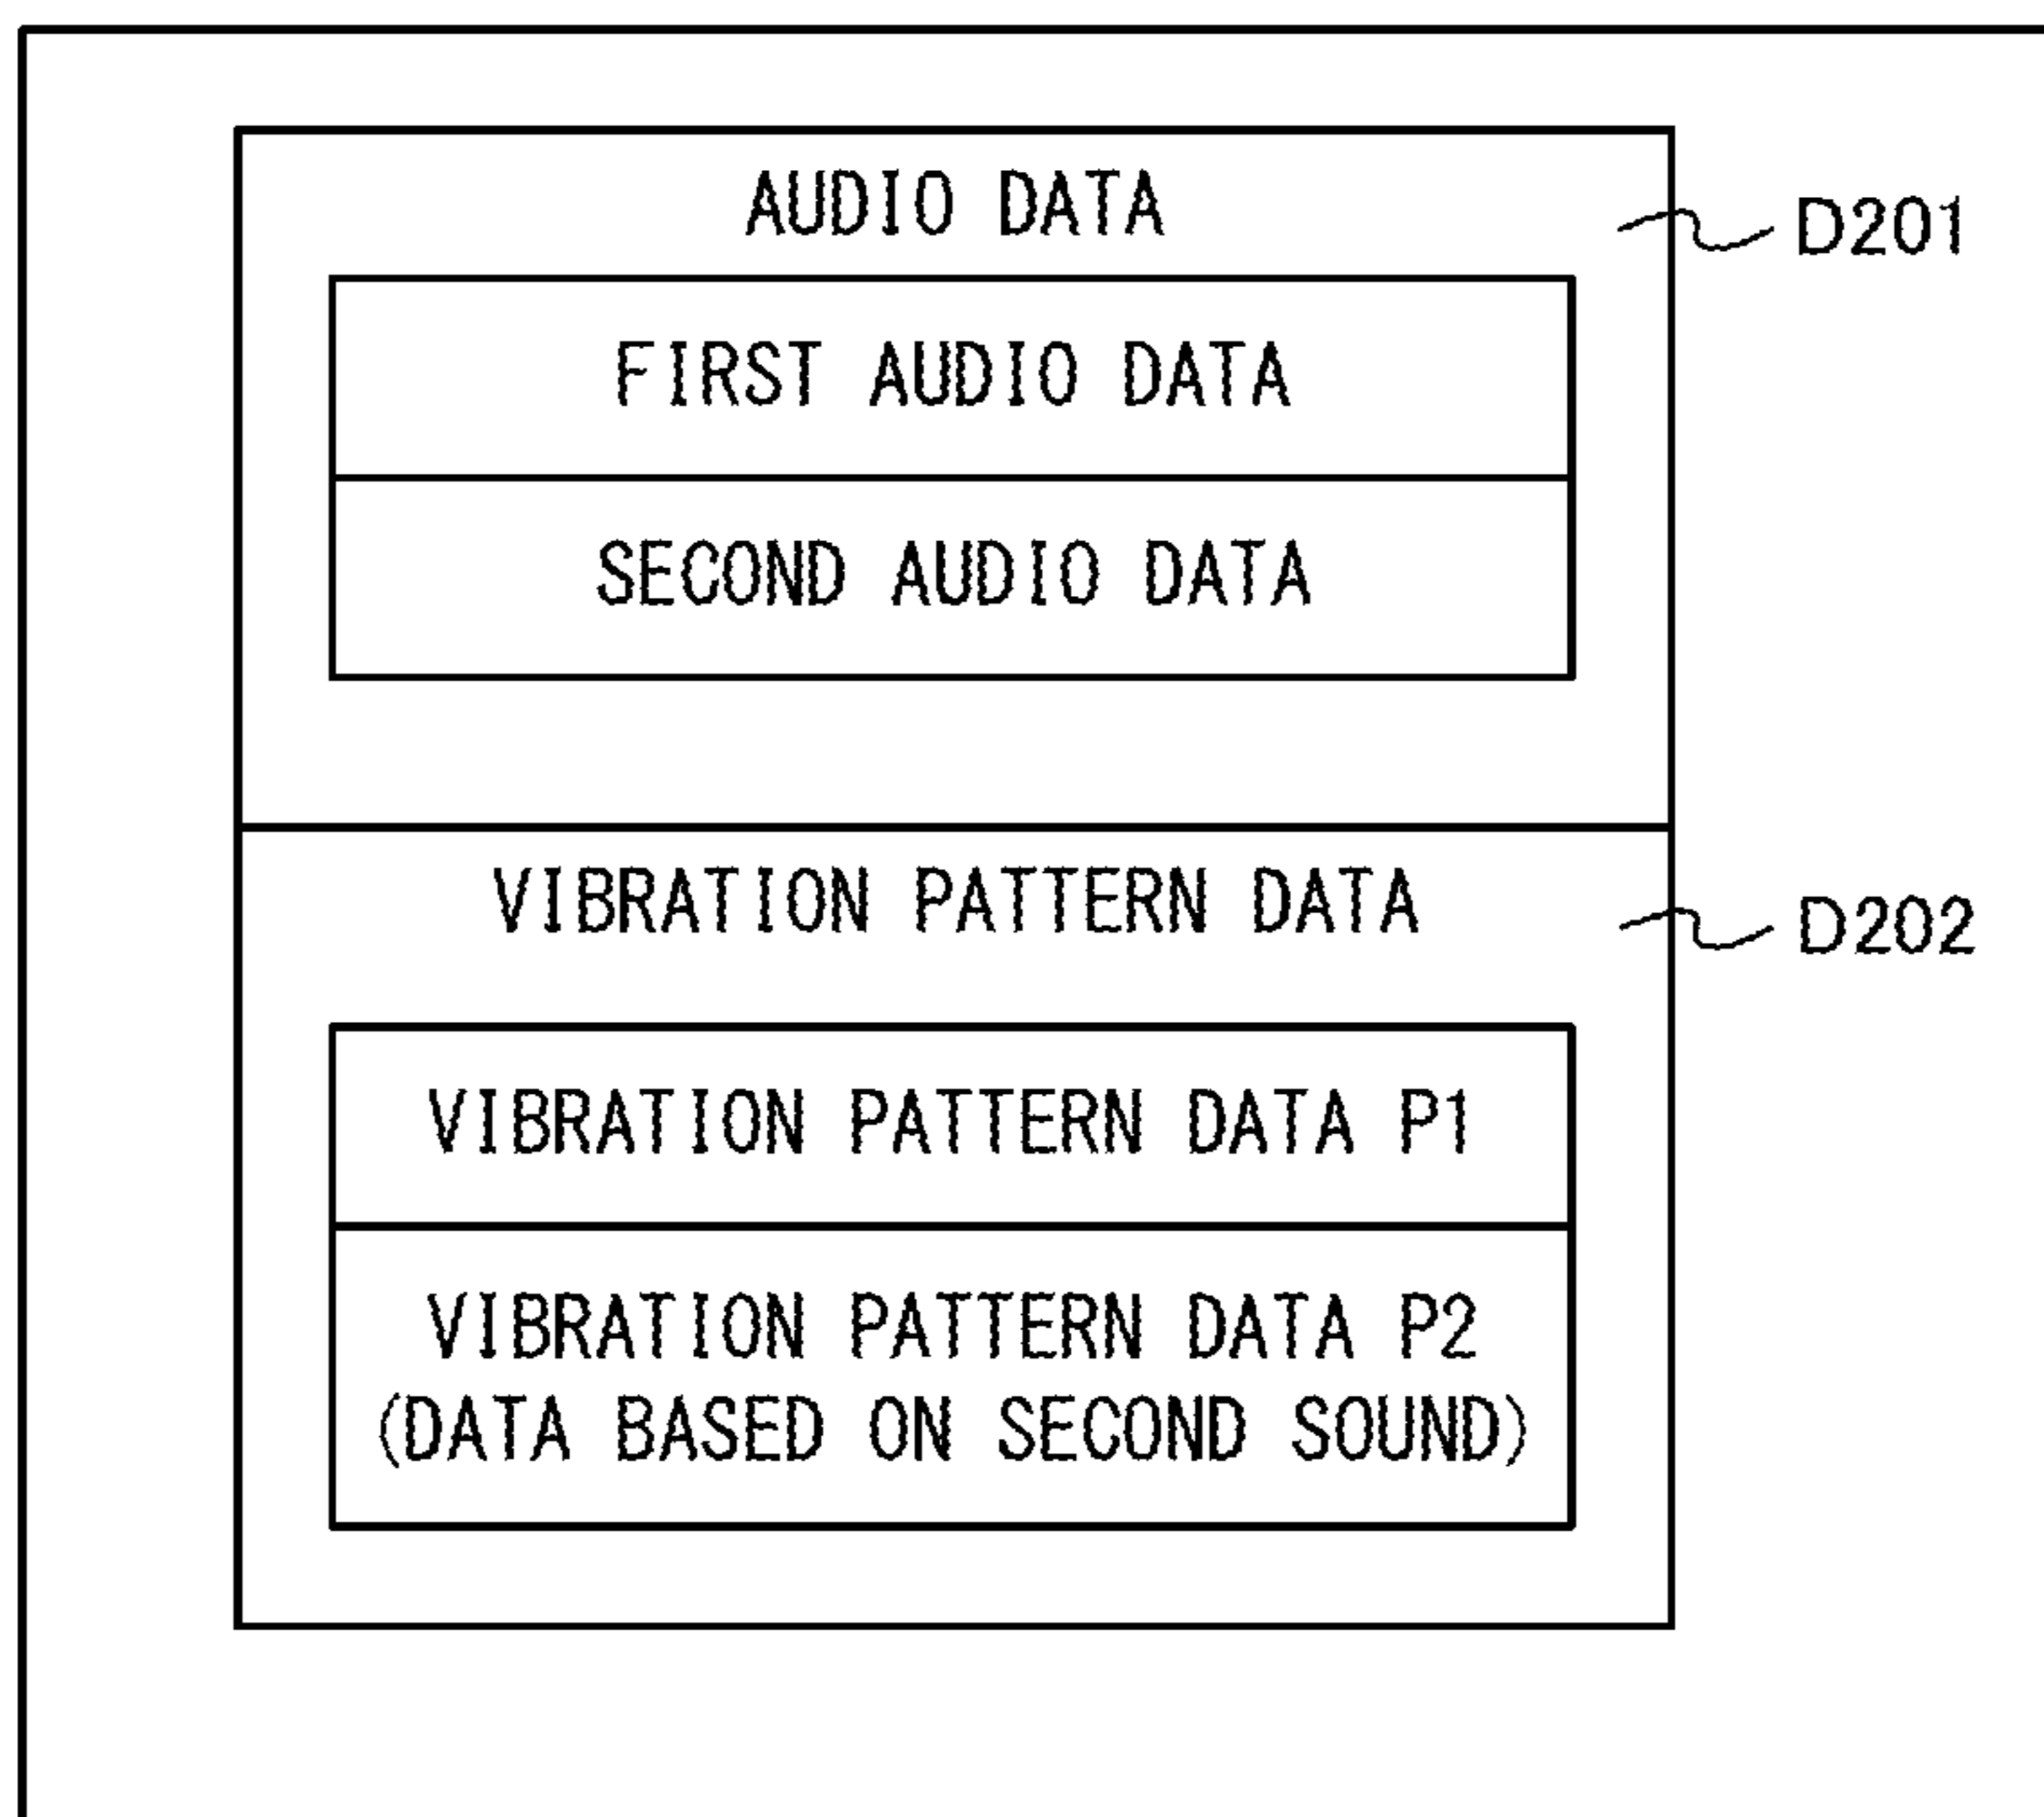 AUDIO DATA
D201
FIRST AUDIO DATA
SECOND AUDIO DATA
VIBRATION PATTERN DATA
D202
VIBRATION PATTERN DATA P1
VIBRATION PATTERN DATA P2
(DATA BASED ON SECOND SOUND)